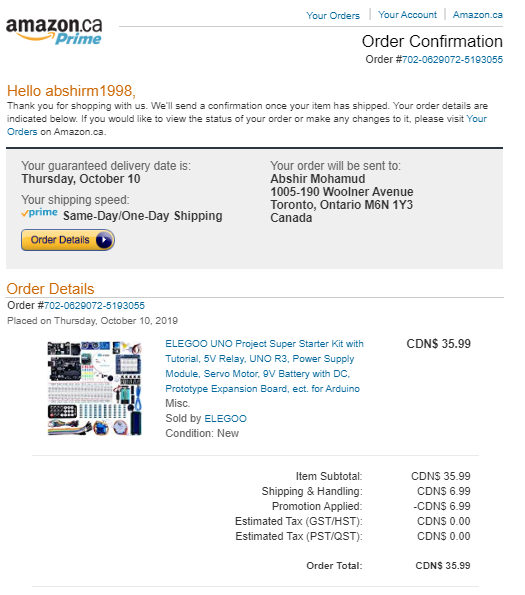 amazon.ca
Prime
Your Orders | Your Account | Amazon.ca
Order Confirmation
Order #702-0629072-5193055
Hello abshirm1998,
Thank you for shopping with us. We'll send a confirmation once your item has shipped. Your order details are
indicated below. If you would like to view the status of your order or make any changes to it, please visit Your
Orders on Amazon.ca.
Your guaranteed delivery date is:
Thursday, October 10
Your shipping speed:
prime Same-Day/One-Day Shipping
Order Details
Your order will be sent to:
Abshir Mohamud
1005-190 Woolner Avenue
Toronto, Ontario M6N 1Y3
Canada
Order Details
Order #702-0629072-5193055
Placed on Thursday, October 10, 2019
ELEGOO UNO Project Super Starter Kit with
Tutorial, 5V Relay, UNO R3, Power Supply
Module, Servo Motor, 9V Battery with DC,
Prototype Expansion Board, ect. for Arduino
Misc.
Sold by ELEGOO
Condition: New
CDN$ 35.99
Item Subtotal: CDN$ 35.99
Shipping & Handling: CDN$ 6.99
Promotion Applied: -CDN$ 6.99
Estimated Tax (GST/HST): CDN$ 0.00
Estimated Tax (PST/QST): CDN$ 0.00
Order Total: CDN$ 35.99